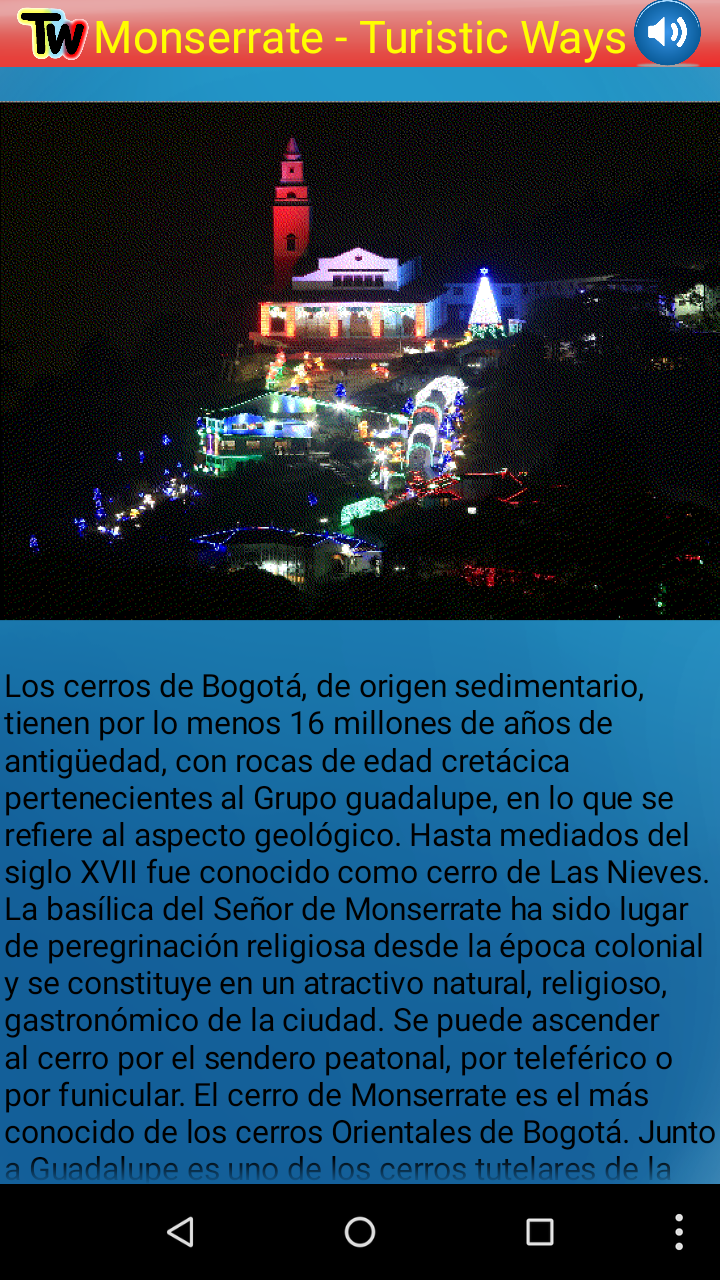 TW Monserrate - Turistic Ways
Los cerros de Bogotá, de origen sedimentario,
tienen por lo menos 16 millones de años de
antigüedad, con rocas de edad cretácica
pertenecientes al Grupo guadalupe, en lo que se
refiere al aspecto geológico. Hasta mediados del
siglo XVII fue conocido como cerro de Las Nieves.
La basílica del Señor de Monserrate ha sido lugar
de peregrinación religiosa desde la época colonial
y se constituye en un atractivo natural, religioso,
gastronómico de la ciudad. Se puede ascender
al cerro por el sendero peatonal, por teleférico o
por funicular. El cerro de Monserrate es el más
conocido de los cerros Orientales de Bogotá. Junto
a Guadalupe es uno de los cerros tutelares de la